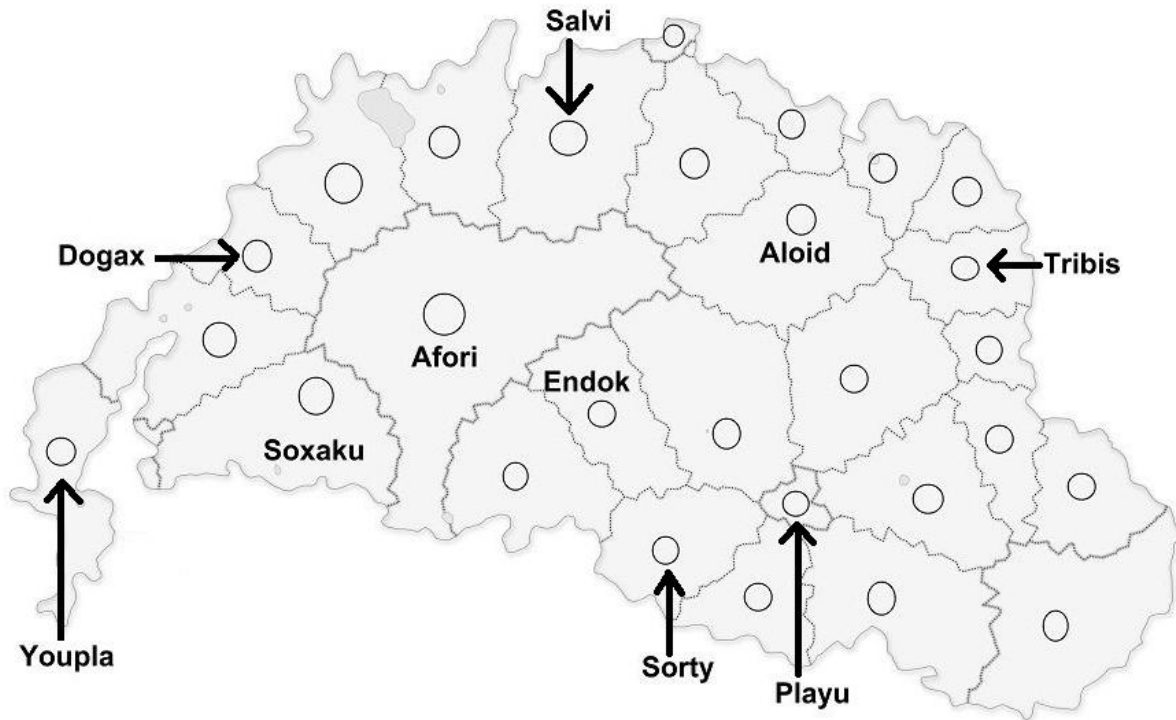 Salvi
Dogax
Aloid
Tribis
Afori
Endok
Soxaku
Youpla
Sorty
Playu